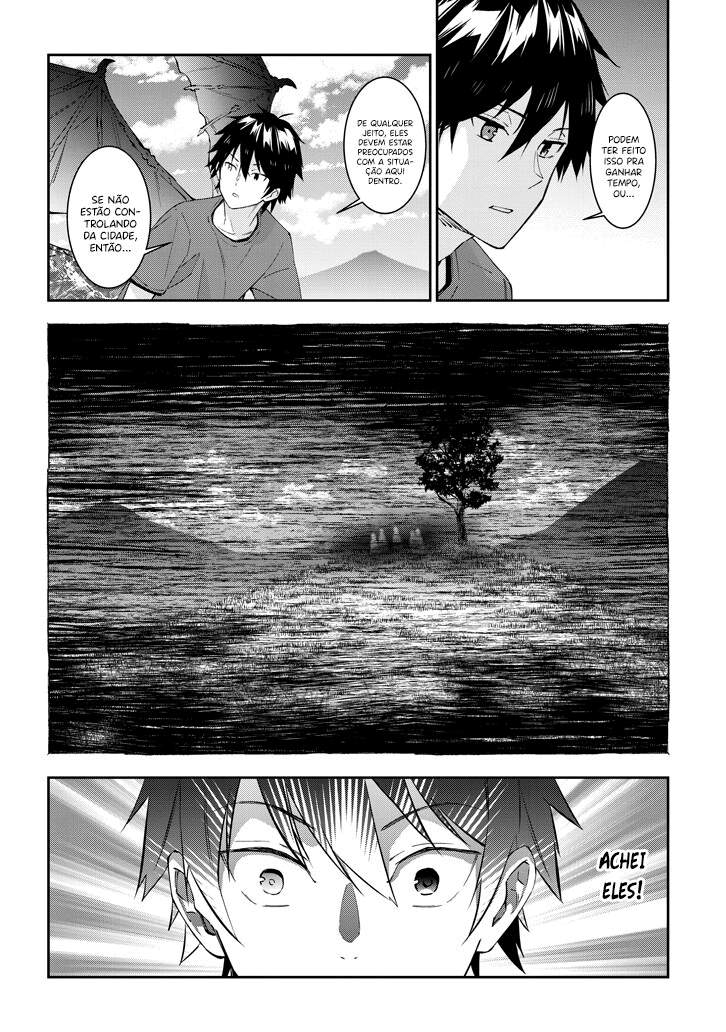 PODEM
TER FEITO
ISSO PRA
GANHAR
TEMPO,
OU...
DE QUALQUER
JEITO, ELES
DEVEM ESTAR
PREOCUPADOS
COM A SITUA-
ÇÃO AQUI
DENTRO.
SE NÃO
ESTÃO CON-
TROLANDO
DA CIDADE,
ENTÃO...
ACHEI
ELES!